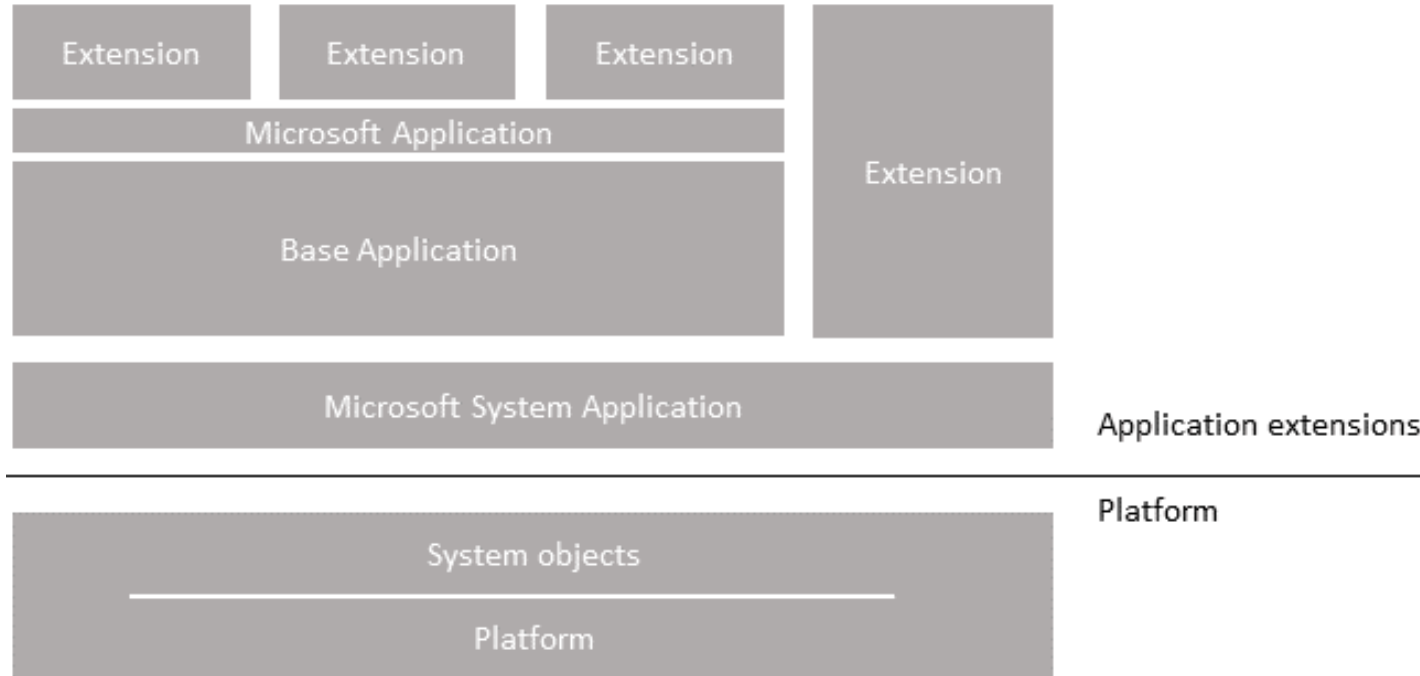 Extension
Extension
Extension
Extension
Microsoft Application
Base Application
Microsoft System Application
Application extensions
Platform
System objects
Platform